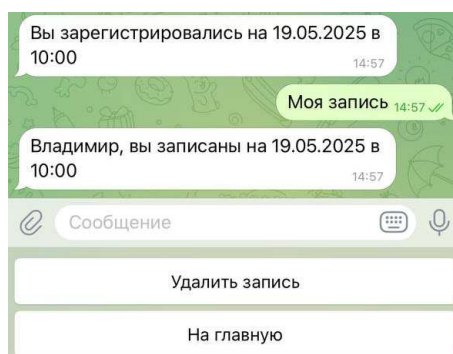 Вы зарегистрировались на 19.05.2025 в
10:00
14:57
Моя запись 14:57
Владимир, вы записаны на 19.05.2025 в
10:00
14:57
Сообщение
Удалить запись
На главную